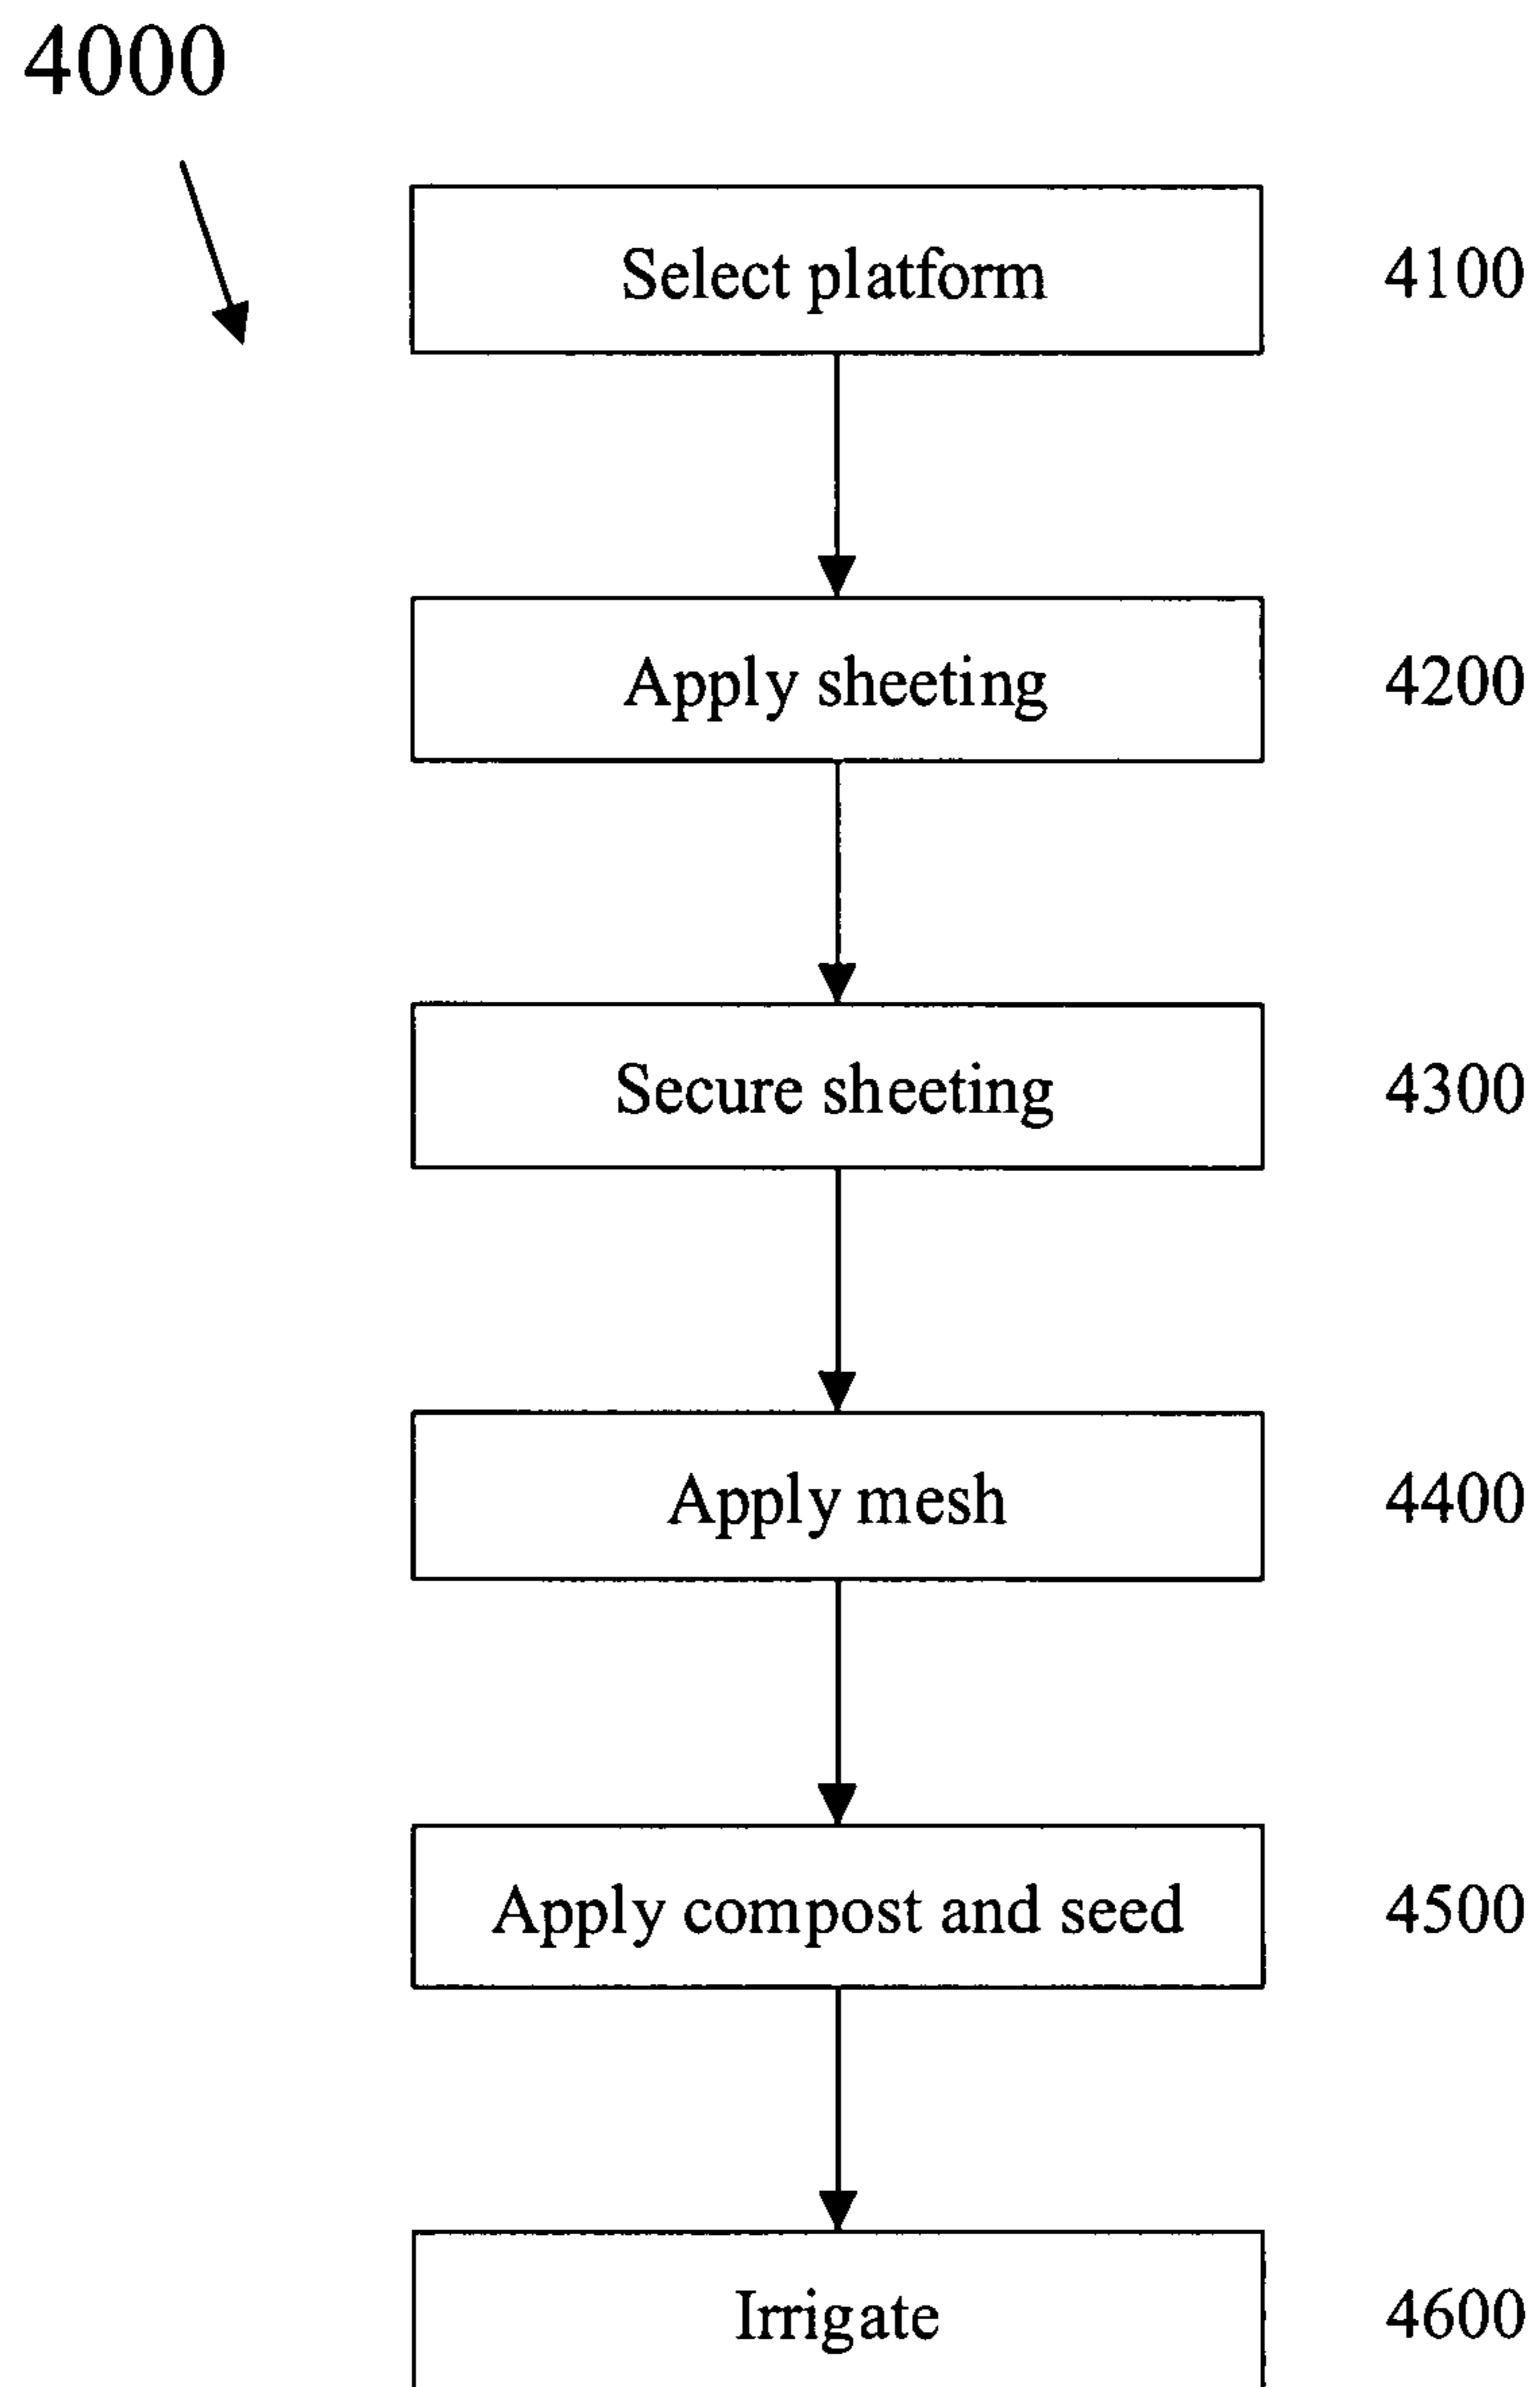 4000
Select platform 4100
Apply sheeting 4200
Secure sheeting 4300
Apply mesh 4400
Apply compost and seed 4500
Irrigate 4600